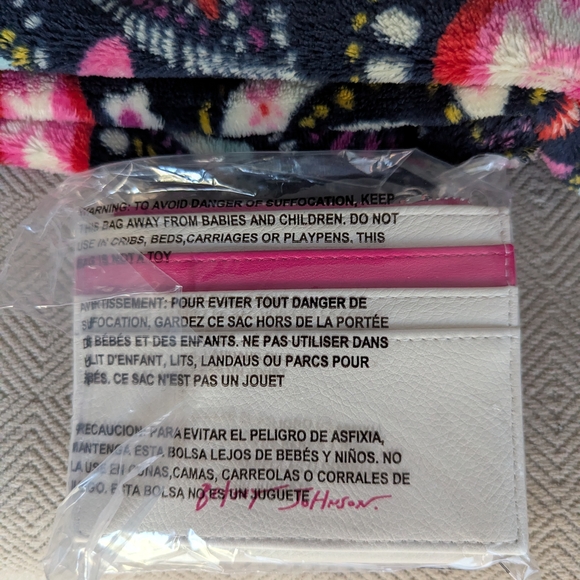 WARNING: TO AVOID DANGER OF SUFFOCATION, KEEP
THIS BAG AWAY FROM BABIES AND CHILDREN. DO NOT
USE IN CRIBS, BEDS,CARRIAGES OR PLAYPENS. THIS
BAG IS NOT A TOY
AVERTISSEMENT: POUR EVITER TOUT DANGER DE
SUFFOCATION, GARDEZ CE SAC HORS DE LA PORTÉE
DE BÉBÉS ET DES ENFANTS. NE PAS UTILISER DANS
LIT D'ENFANT, LITS, LANDAUS OU PARCS POUR
BÉBÉS. CE SAC N'EST PAS UN JOUET
PRECAUCION: PARA EVITAR EL PELIGRO DE ASFIXIA,
MANTENGA ESTA BOLSA LEJOS DE BEBÉS Y NIÑOS. NO
LA USE EN CUNAS,CAMAS, CARREOLAS O CORRALES DE
JUEGO. ESTA BOLSA NO ES UN JUGUETE
Betsey Johnson.